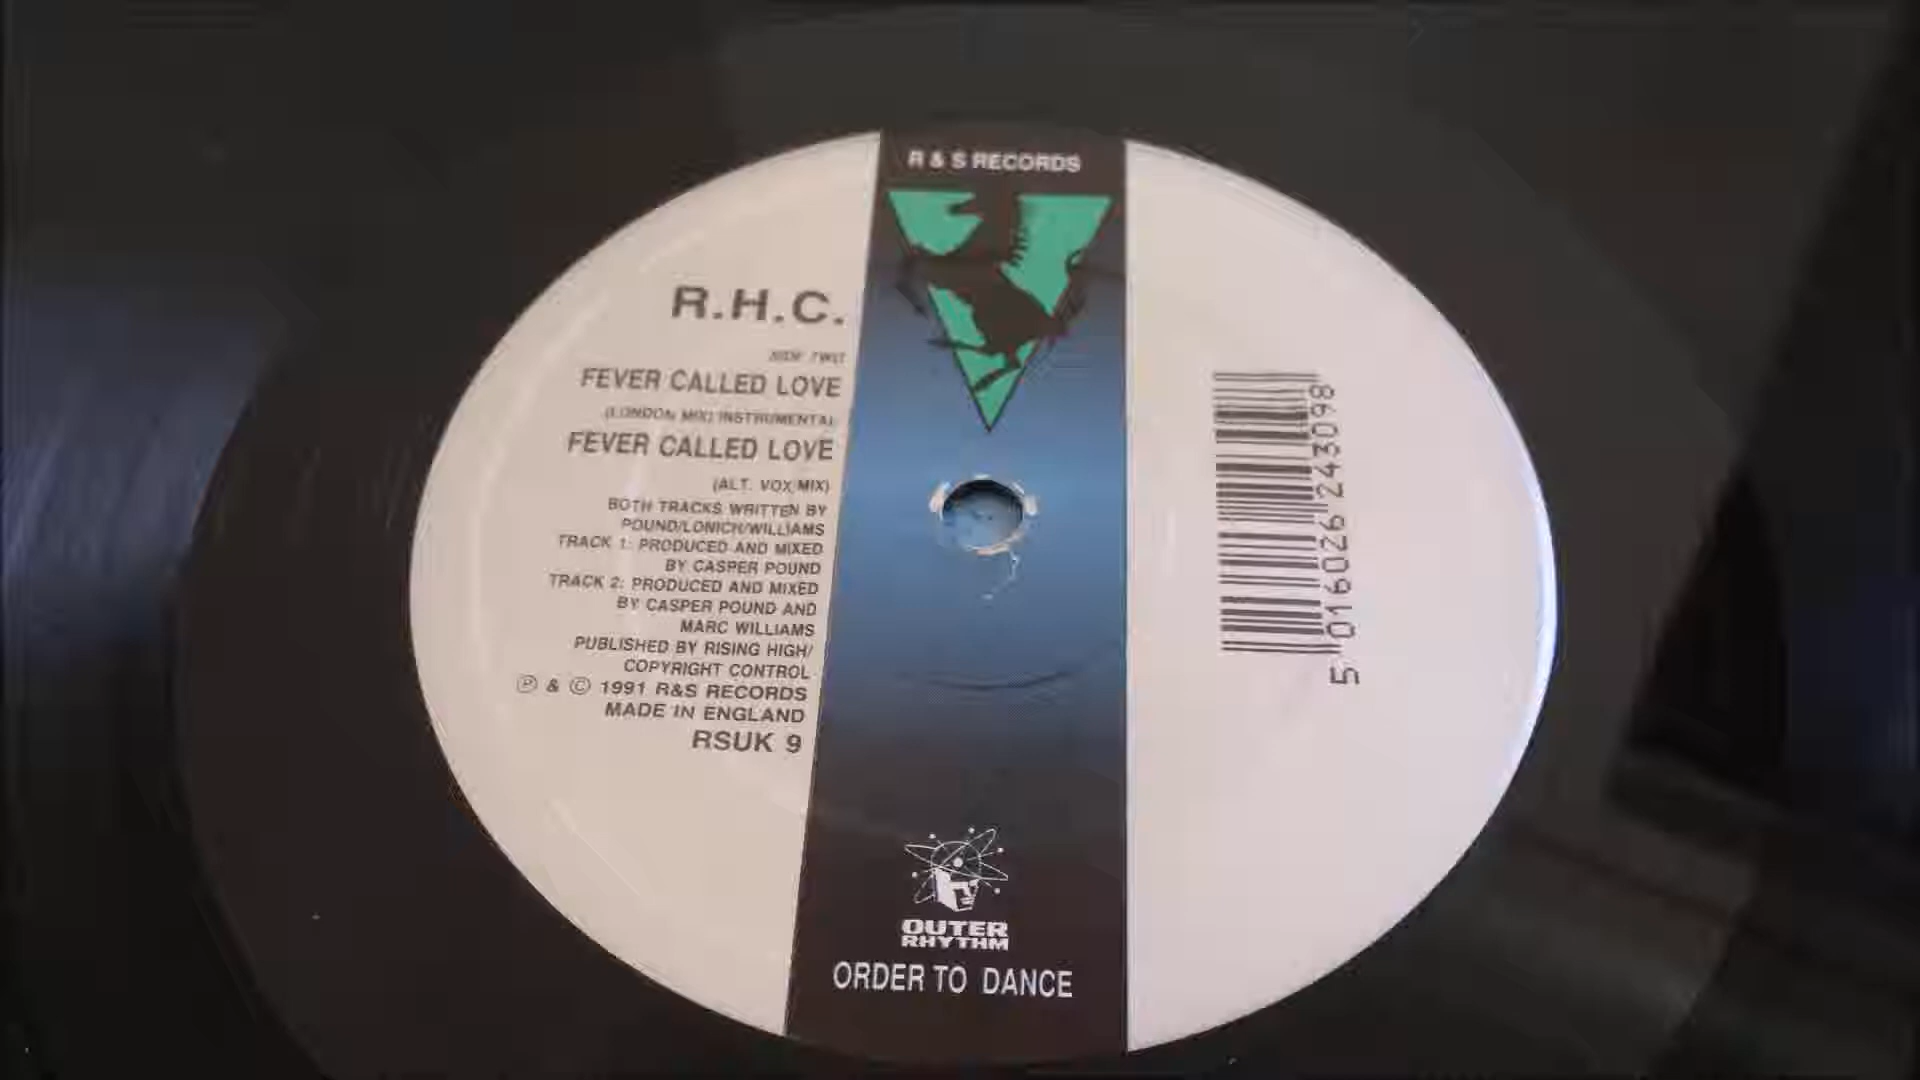 R & S RECORDS
R.H.C.
SIDE TWO
FEVER CALLED LOVE
(LONDON MIX) INSTRUMENTAL
FEVER CALLED LOVE
(ALT. VOX MIX)
BOTH TRACKS WRITTEN BY
POUND/LONICH/WILLIAMS
TRACK 1: PRODUCED AND MIXED
BY CASPER POUND
TRACK 2: PRODUCED AND MIXED
BY CASPER POUND AND
MARC WILLIAMS
PUBLISHED BY RISING HIGH/
COPYRIGHT CONTROL
Ⓟ & © 1991 R&S RECORDS
MADE IN ENGLAND
RSUK 9
5 016026 243098
OUTER
RHYTHM
ORDER TO DANCE